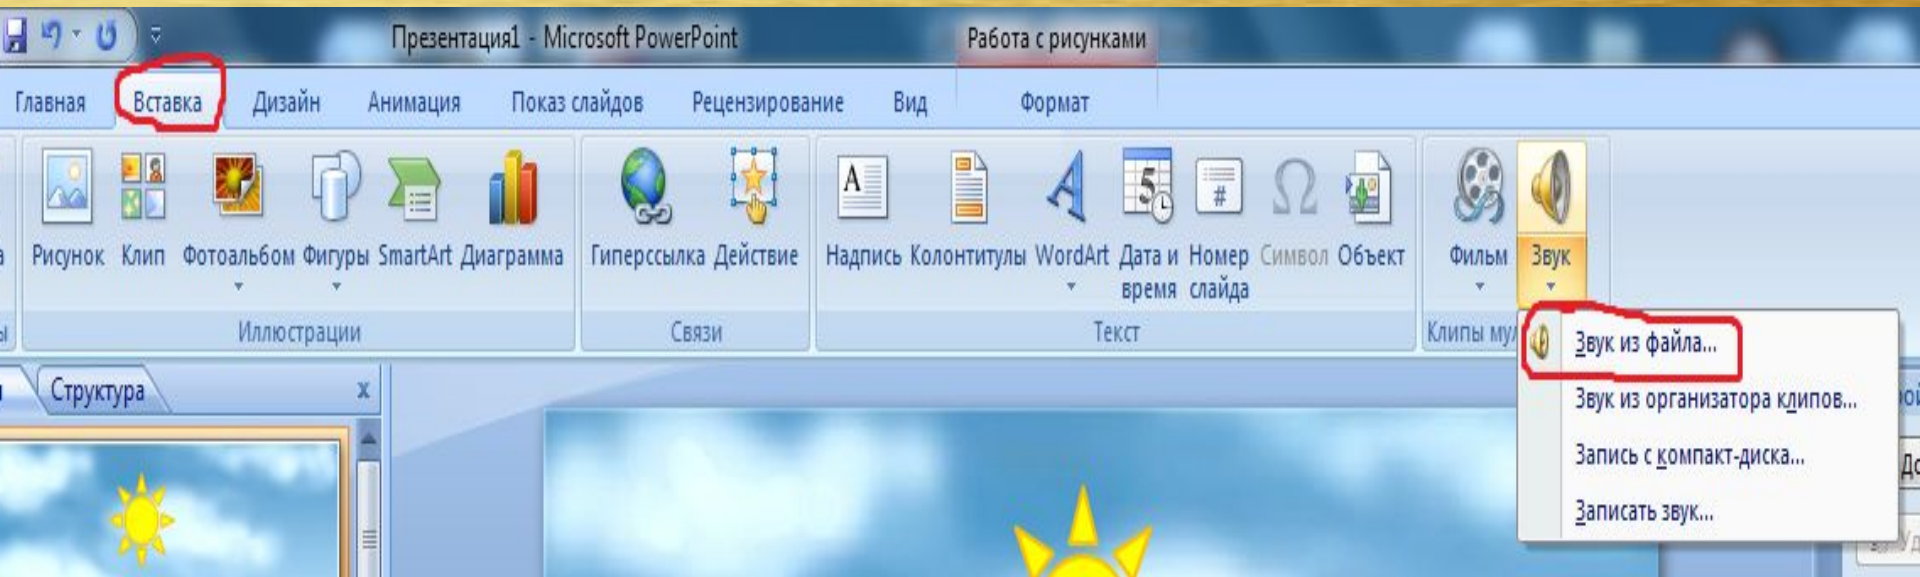 Презентация1 - Microsoft PowerPoint
Работа с рисунками
Главная Вставка Дизайн Анимация Показ слайдов Рецензирование Вид Формат
A 5 # Ω
Рисунок Клип Фотоальбом Фигуры SmartArt Диаграмма Гиперссылка Действие Надпись Колонтитулы WordArt Дата и время Номер слайда Символ Объект Фильм Звук
Иллюстрации Связи Текст Клипы
Звук из файла...
Структура x
Звук из организатора клипов...
Запись с компакт-диска...
Записать звук...